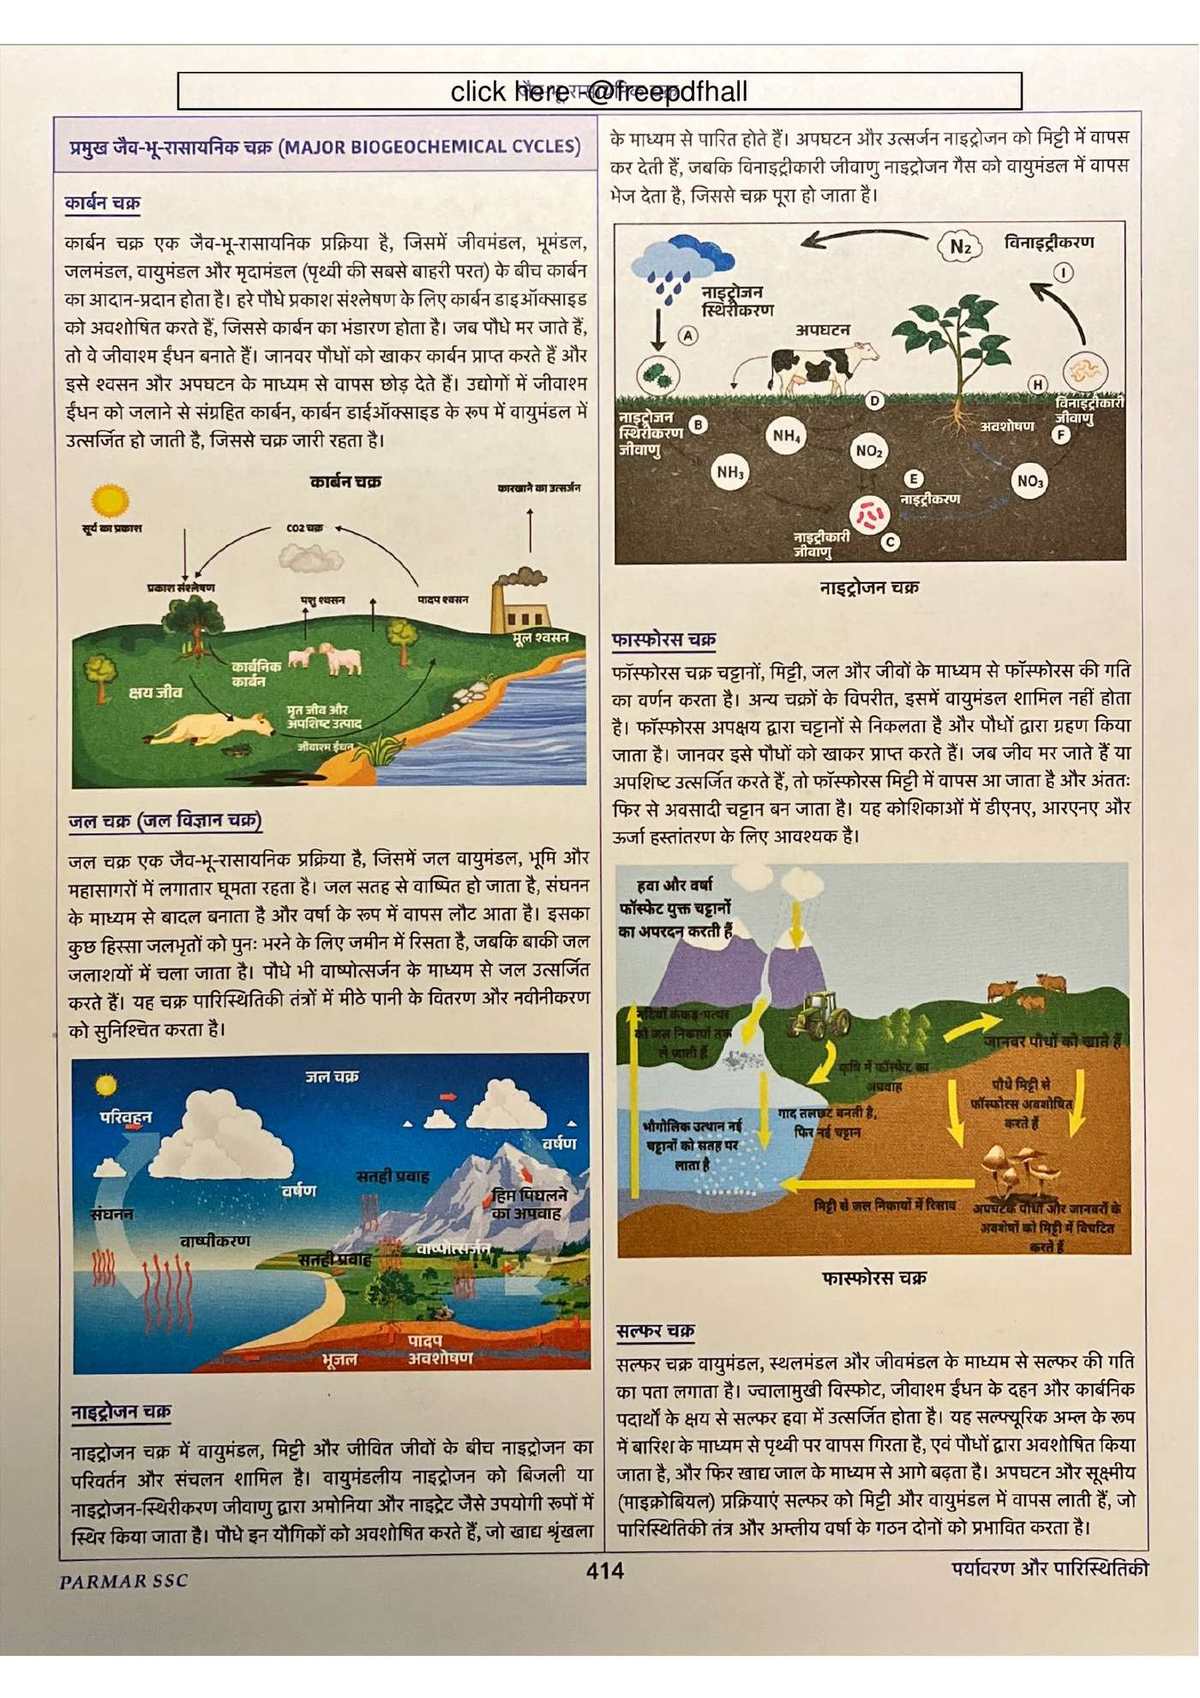 click here -@freepdfhall
प्रमुख जैव-भू-रासायनिक चक्र (MAJOR BIOGEOCHEMICAL CYCLES)
कार्बन चक्र
कार्बन चक्र एक जैव-भू-रासायनिक प्रक्रिया है, जिसमें जीवमंडल, भूमंडल,
जलमंडल, वायुमंडल और मृदामंडल (पृथ्वी की सबसे बाहरी परत) के बीच कार्बन
का आदान-प्रदान होता है। हरे पौधे प्रकाश संश्लेषण के लिए कार्बन डाइऑक्साइड
को अवशोषित करते हैं, जिससे कार्बन का भंडारण होता है। जब पौधे मर जाते हैं,
तो वे जीवाश्म ईंधन बनाते हैं। जानवर पौधों को खाकर कार्बन प्राप्त करते हैं और
इसे श्वसन और अपघटन के माध्यम से वापस छोड़ देते हैं। उद्योगों में जीवाश्म
ईंधन को जलाने से संग्रहित कार्बन, कार्बन डाईऑक्साइड के रूप में वायुमंडल में
उत्सर्जित हो जाती है, जिससे चक्र जारी रहता है।
कार्बन चक्र
कारखाने का उत्सर्जन
सूर्य का प्रकाश
CO2 चक्र
प्रकाश संश्लेषण
पशु श्वसन
पादप श्वसन
मूल श्वसन
कार्बनिक
कार्बन
क्षय जीव
मृत जीव और
अपशिष्ट उत्पाद
जीवाश्म ईंधन
जल चक्र (जल विज्ञान चक्र)
जल चक्र एक जैव-भू-रासायनिक प्रक्रिया है, जिसमें जल वायुमंडल, भूमि और
महासागरों में लगातार घूमता रहता है। जल सतह से वाष्पित हो जाता है, संघनन
के माध्यम से बादल बनाता है और वर्षा के रूप में वापस लौट आता है। इसका
कुछ हिस्सा जलभृतों को पुनः भरने के लिए जमीन में रिसता है, जबकि बाकी जल
जलाशयों में चला जाता है। पौधे भी वाष्पोत्सर्जन के माध्यम से जल उत्सर्जित
करते हैं। यह चक्र पारिस्थितिकी तंत्रों में मीठे पानी के वितरण और नवीनीकरण
को सुनिश्चित करता है।
जल चक्र
परिवहन
वर्षण
सतही प्रवाह
वर्षण
हिम पिघलने
का अपवाह
संघनन
वाष्पीकरण
वाष्पोत्सर्जन
सतही प्रवाह
पादप
अवशोषण
भूजल
नाइट्रोजन चक्र
नाइट्रोजन चक्र में वायुमंडल, मिट्टी और जीवित जीवों के बीच नाइट्रोजन का
परिवर्तन और संचलन शामिल है। वायुमंडलीय नाइट्रोजन को बिजली या
नाइट्रोजन-स्थिरीकरण जीवाणु द्वारा अमोनिया और नाइट्रेट जैसे उपयोगी रूपों में
स्थिर किया जाता है। पौधे इन यौगिकों को अवशोषित करते हैं, जो खाद्य श्रृंखला
के माध्यम से पारित होते हैं। अपघटन और उत्सर्जन नाइट्रोजन को मिट्टी में वापस
कर देती हैं, जबकि विनाइट्रीकारी जीवाणु नाइट्रोजन गैस को वायुमंडल में वापस
भेज देता है, जिससे चक्र पूरा हो जाता है।
N₂
विनाइट्रीकरण
I
नाइट्रोजन
स्थिरीकरण
A
अपघटन
H
D
नाइट्रोजन
स्थिरीकरण
जीवाणु
B
विनाइट्रीकारी
जीवाणु
F
अवशोषण
NH₄
NO₂
NH₃
E
NO₃
नाइट्रीकरण
नाइट्रीकारी
जीवाणु
C
नाइट्रोजन चक्र
फास्फोरस चक्र
फॉस्फोरस चक्र चट्टानों, मिट्टी, जल और जीवों के माध्यम से फॉस्फोरस की गति
का वर्णन करता है। अन्य चक्रों के विपरीत, इसमें वायुमंडल शामिल नहीं होता
है। फॉस्फोरस अपक्षय द्वारा चट्टानों से निकलता है और पौधों द्वारा ग्रहण किया
जाता है। जानवर इसे पौधों को खाकर प्राप्त करते हैं। जब जीव मर जाते हैं या
अपशिष्ट उत्सर्जित करते हैं, तो फॉस्फोरस मिट्टी में वापस आ जाता है और अंततः
फिर से अवसादी चट्टान बन जाता है। यह कोशिकाओं में डीएनए, आरएनए और
ऊर्जा हस्तांतरण के लिए आवश्यक है।
हवा और वर्षा
फॉस्फेट युक्त चट्टानों
का अपरदन करती हैं
नदियाँ कंकड़-पत्थर
को जल निकायों तक
ले जाती हैं
जानवर पौधों को खाते हैं
कृषि में फॉस्फेट का
अपवाह
पौधे मिट्टी से
फॉस्फोरस अवशोषित
करते हैं
गाद तलछट बनती है,
फिर नई चट्टान
भौगोलिक उत्थान नई
चट्टानों को सतह पर
लाता है
मिट्टी से जल निकायों में रिसाव
अपघटक पौधों और जानवरों के
अवशेषों को मिट्टी में विघटित
करते हैं
फास्फोरस चक्र
सल्फर चक्र
सल्फर चक्र वायुमंडल, स्थलमंडल और जीवमंडल के माध्यम से सल्फर की गति
का पता लगाता है। ज्वालामुखी विस्फोट, जीवाश्म ईंधन के दहन और कार्बनिक
पदार्थों के क्षय से सल्फर हवा में उत्सर्जित होता है। यह सल्फ्यूरिक अम्ल के रूप
में बारिश के माध्यम से पृथ्वी पर वापस गिरता है, एवं पौधों द्वारा अवशोषित किया
जाता है, और फिर खाद्य जाल के माध्यम से आगे बढ़ता है। अपघटन और सूक्ष्मीय
(माइक्रोबियल) प्रक्रियाएं सल्फर को मिट्टी और वायुमंडल में वापस लाती हैं, जो
पारिस्थितिकी तंत्र और अम्लीय वर्षा के गठन दोनों को प्रभावित करता है।
PARMAR SSC
414
पर्यावरण और पारिस्थितिकी